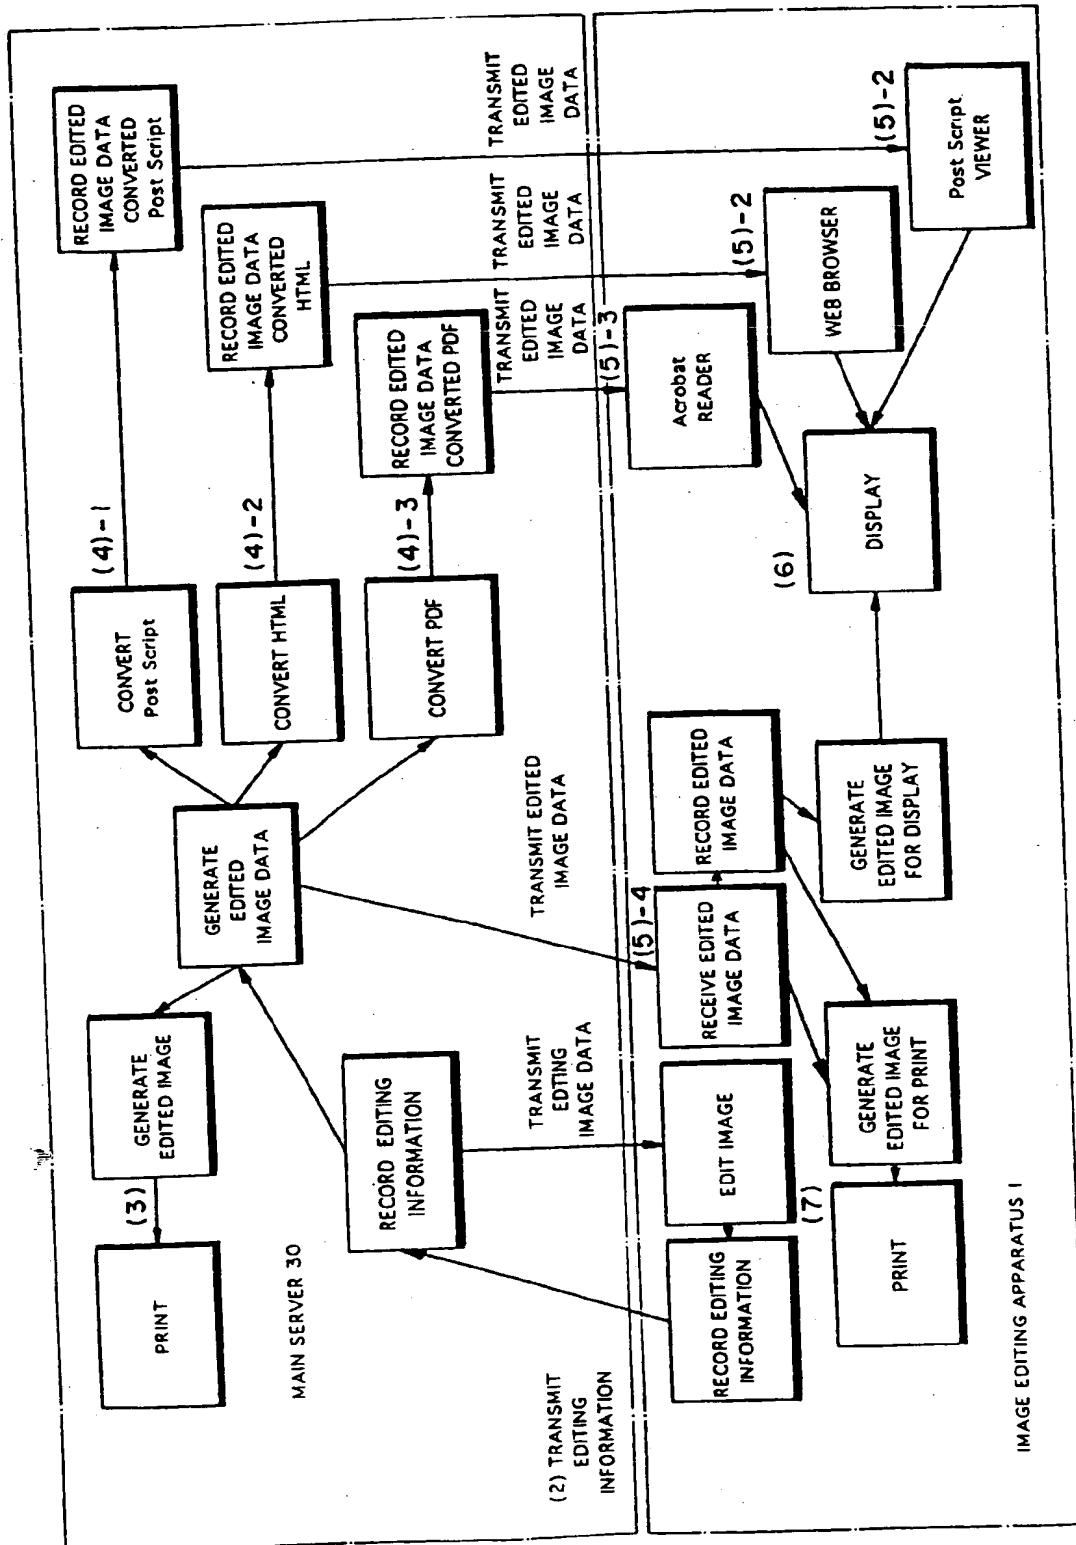 MAIN SERVER 30
PRINT
(3)
GENERATE
EDITED IMAGE
GENERATE
EDITED
IMAGE DATA
CONVERT
Post Script
(4)-1
RECORD EDITED
IMAGE DATA
CONVERTED
Post Script
CONVERT HTML
(4)-2
RECORD EDITED
IMAGE DATA
CONVERTED
HTML
CONVERT PDF
(4)-3
RECORD EDITED
IMAGE DATA
CONVERTED PDF
RECORD EDITING
INFORMATION
(2) TRANSMIT
EDITING
INFORMATION
TRANSMIT
EDTING
IMAGE DATA
TRANSMIT EDITED
IMAGE DATA
TRANSMIT
EDITED
IMAGE
DATA
TRANSMIT
EDITED
IMAGE
DATA
TRANSMIT
EDITED
IMAGE
DATA
RECORD EDITING
INFORMATION
EDIT IMAGE
(5)-4
RECEIVE EDITED
IMAGE DATA
RECORD EDITED
IMAGE DATA
(5)-3
Acrobat
READER
(5)-2
WEB BROWSER
(5)-2
Post Script
VIEWER
(7)
PRINT
GENERATE
EDITED IMAGE
FOR PRINT
GENERATE
EDITED IMAGE
FOR DISPLAY
(6)
DISPLAY
IMAGE EDITING APPARATUS 1